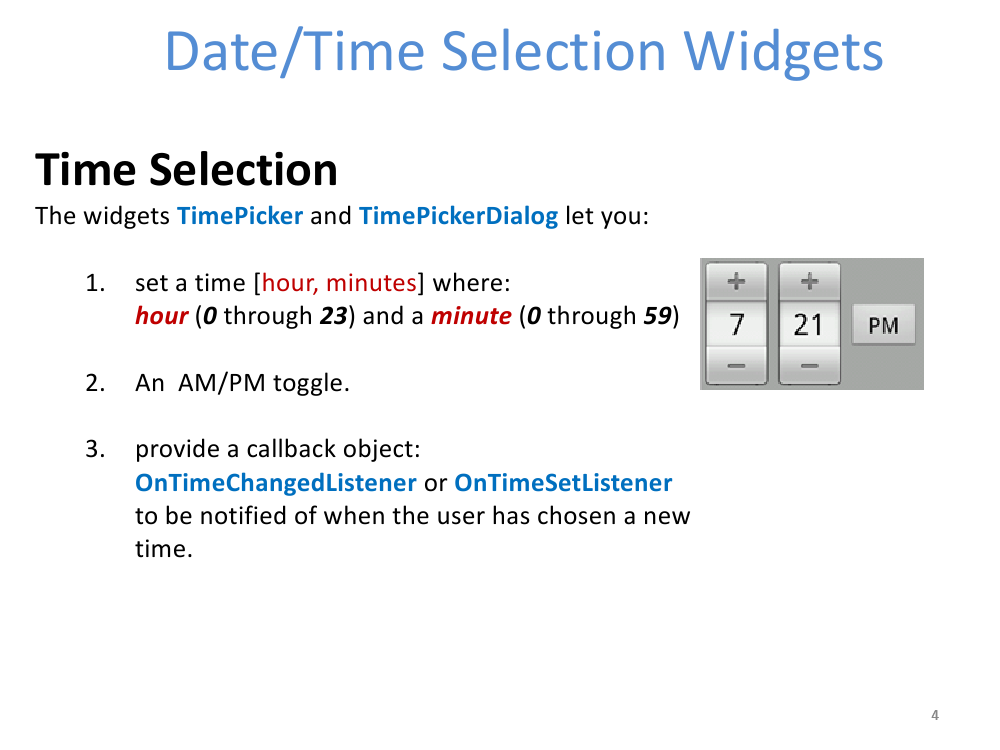 Date/Time Selection Widgets
Time Selection
The widgets TimePicker and TimePickerDialog let you:
1. set a time [hour, minutes] where:
hour (0 through 23) and a minute (0 through 59)
+ +
7 21 PM
− −
2. An  AM/PM toggle.
3. provide a callback object:
OnTimeChangedListener or OnTimeSetListener
to be notified of when the user has chosen a new
time.
4